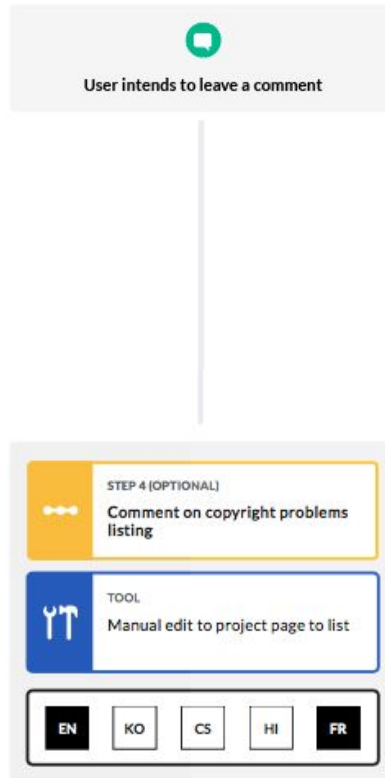 User intends to leave a comment
STEP 4 (OPTIONAL)
Comment on copyright problems
listing
TOOL
Manual edit to project page to list
EN KO CS HI FR